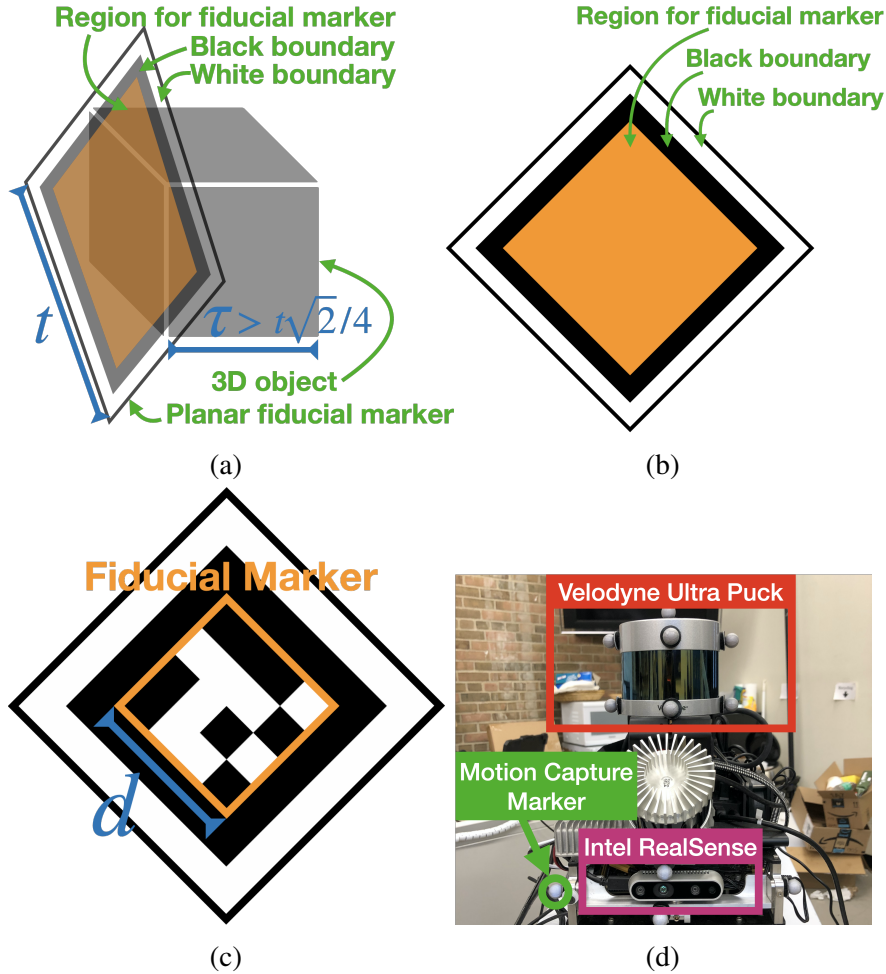 Region for fiducial marker
Black boundary
White boundary
t
τ > t√2/4
3D object
Planar fiducial marker
(a)
Region for fiducial marker
Black boundary
White boundary
(b)
Fiducial Marker
d
(c)
Velodyne Ultra Puck
Motion Capture
Marker
Intel RealSense
(d)